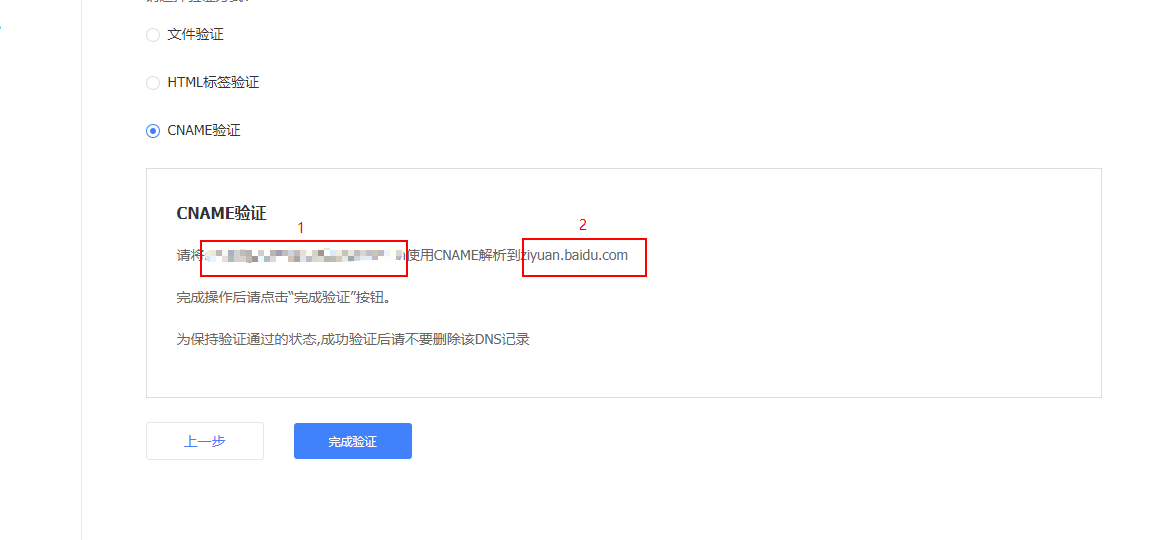 文件验证
HTML标签验证
CNAME验证
CNAME验证
1
2
请将 使用CNAME解析到ziyuan.baidu.com
完成操作后请点击“完成验证”按钮。
为保持验证通过的状态,成功验证后请不要删除该DNS记录
上一步
完成验证